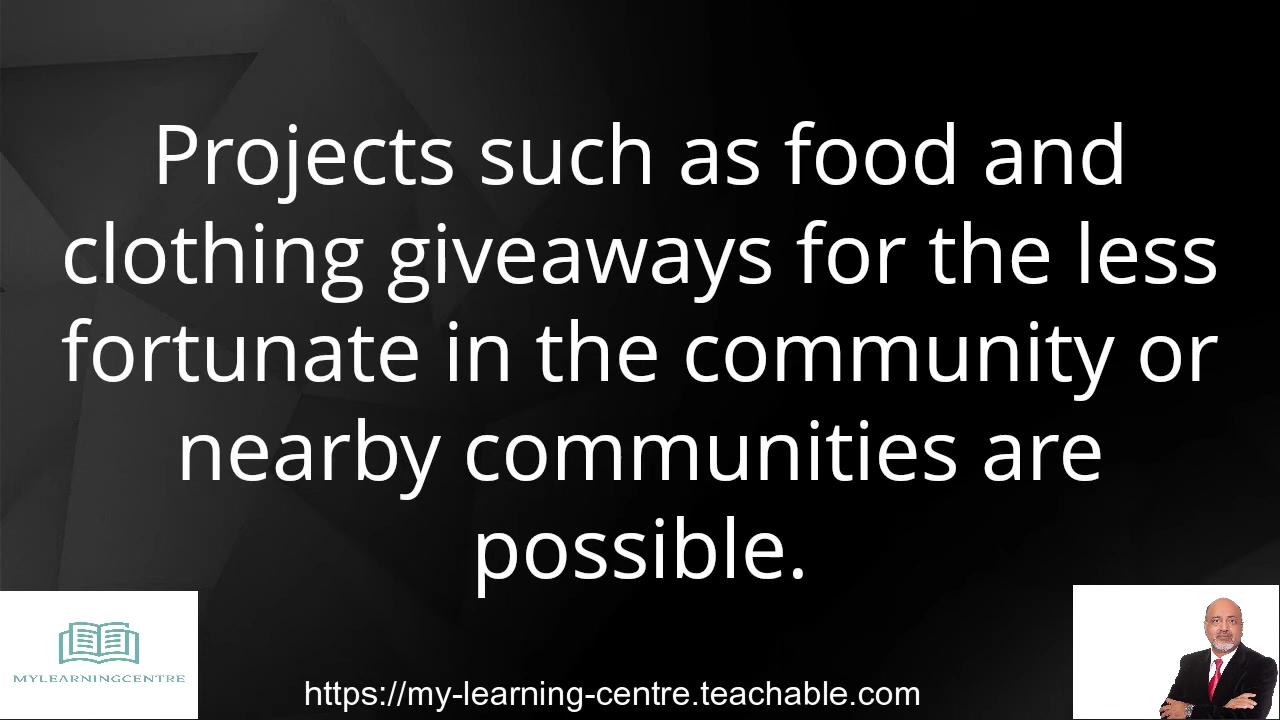 Projects such as food and
clothing giveaways for the less
fortunate in the community or
nearby communities are
possible.
MYLEARNINGCENTRE
https://my-learning-centre.teachable.com